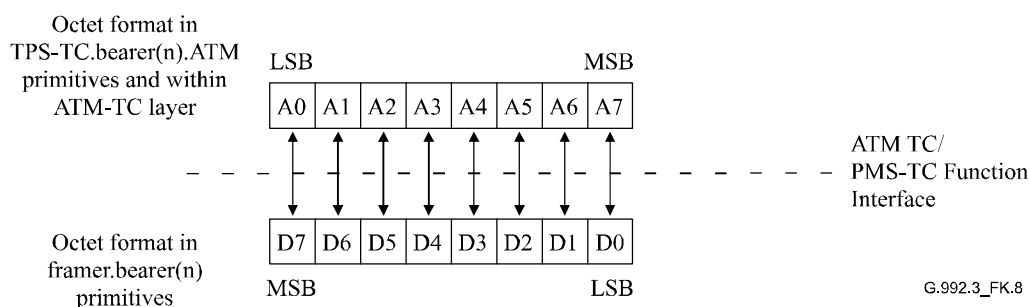 Octet format in
TPS-TC.bearer(n).ATM
primitives and within
ATM-TC layer
LSB MSB
A0 A1 A2 A3 A4 A5 A6 A7
ATM TC/
PMS-TC Function
Interface
Octet format in
framer.bearer(n)
primitives
D7 D6 D5 D4 D3 D2 D1 D0
MSB LSB
G.992.3_FK.8